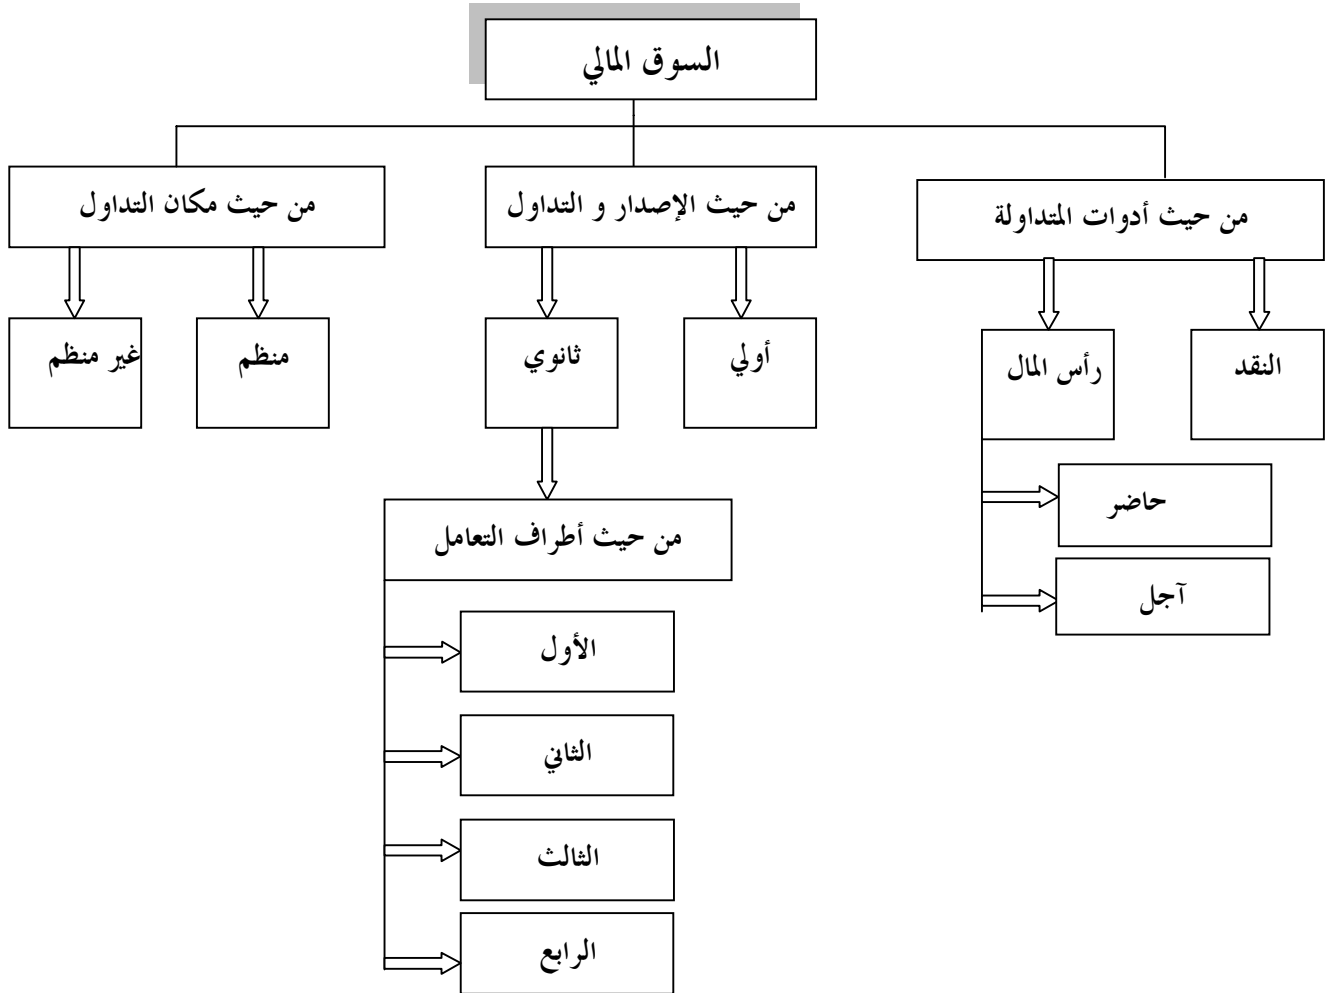 السوق المالي
من حيث أدوات المتداولة
من حيث الإصدار و التداول
من حيث مكان التداول
النقد
رأس المال
أولي
ثانوي
منظم
غير منظم
حاضر
آجل
من حيث أطراف التعامل
الأول
الثاني
الثالث
الرابع